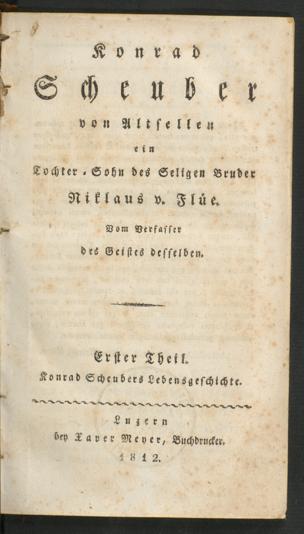 Konrad
Scheuber
von Altsellen
ein
Tochter-Sohn des Seligen Bruder
Niklaus v. Flüe.
Vom Verfasser
des Geistes desselben.
Erster Theil.
Konrad Scheubers Lebensgeschichte.
Luzern
bey Xaver Meyer, Buchdrucker.
1812.